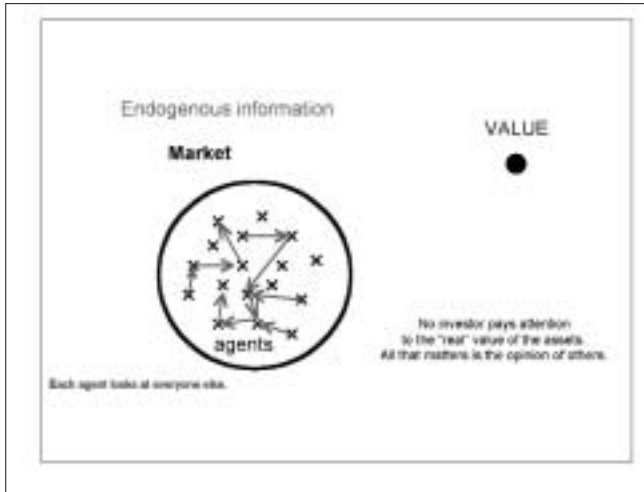 Endogenous information
VALUE
Market
agents
No investor pays attention
to the "real" value of the assets.
All that matters is the opinion of others.
Each agent looks at everyone else.